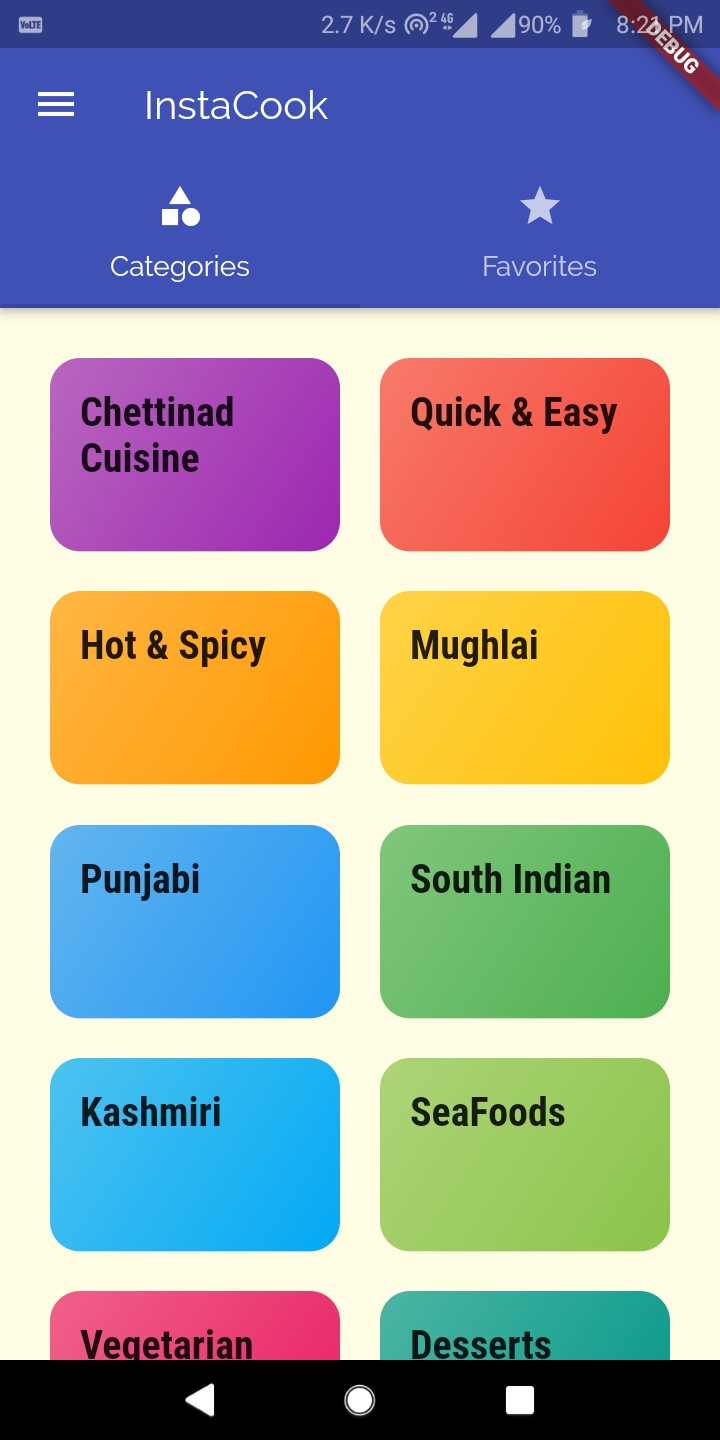 VoLTE 2.7 K/s 2 4G 90% 8:21 PM
DEBUG
InstaCook
Categories Favorites
Chettinad
Cuisine
Quick & Easy
Hot & Spicy
Mughlai
Punjabi
South Indian
Kashmiri
SeaFoods
Vegetarian
Desserts